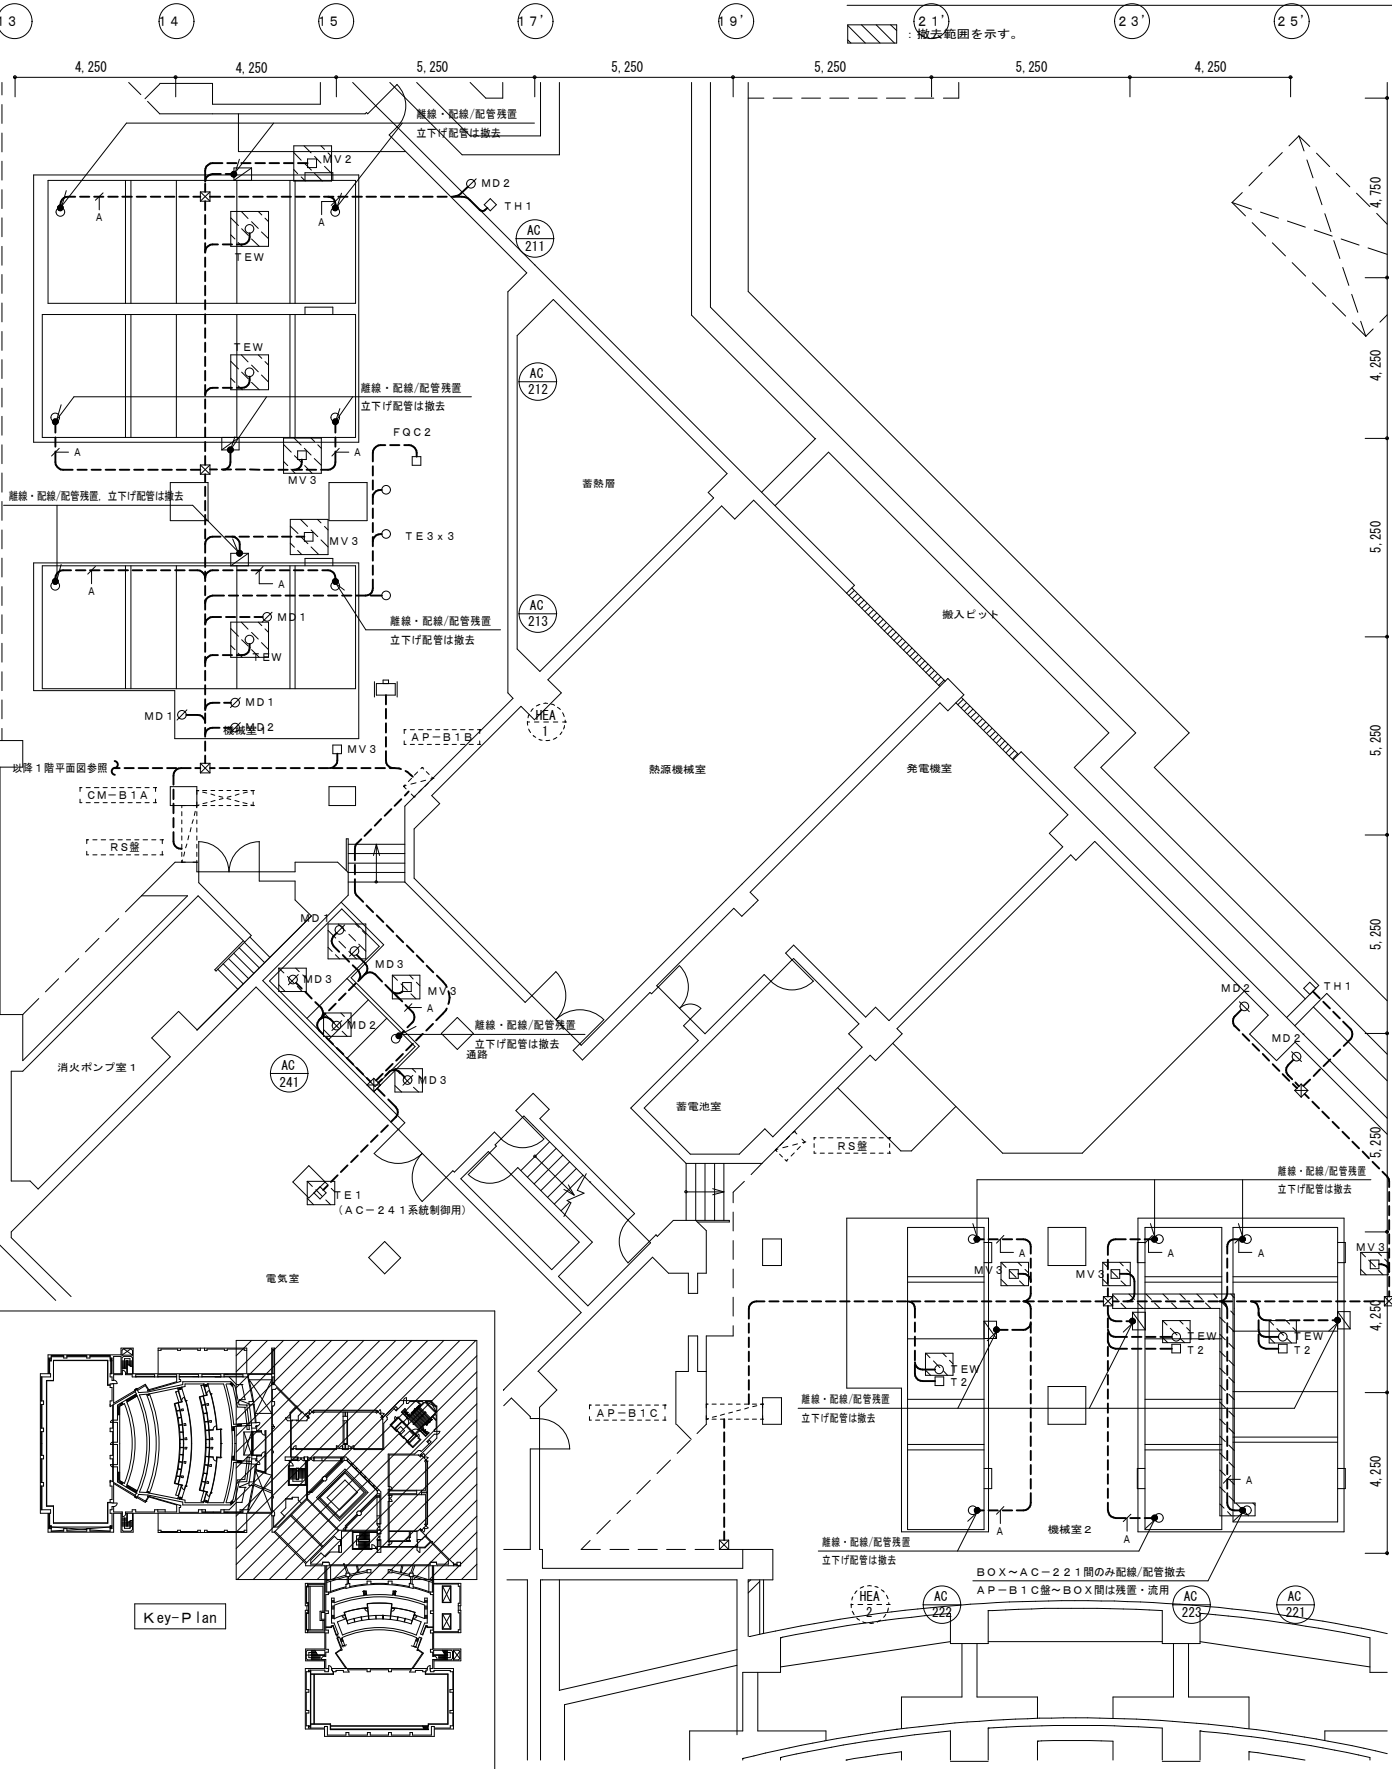 13
14
15
17'
19'
21'
23'
25'
：撤去範囲を示す。
4,250
4,250
5,250
5,250
5,250
5,250
4,250
離線・配線/配管残置
立下げ配管は撤去
MV2
MD2
TH1
A
A
TEW
AC
211
4,750
TEW
AC
212
4,250
離線・配線/配管残置
立下げ配管は撤去
FQC2
A
A
MV3
蓄熱層
離線・配線/配管残置，立下げ配管は撤去
MV3
TE3x3
5,250
A
A
MD1
AC
213
離線・配線/配管残置
立下げ配管は撤去
搬入ピット
TEW
MD1
MD1
MD2
機械室1
AP-B1B
HEA
1
5,250
MV3
以降1階平面図参照
熱源機械室
発電機室
CM-B1A
RS盤
MD1
MD3
MD3
MV3
A
MD2
離線・配線/配管残置
立下げ配管は撤去
通路
5,250
MD2
TH1
MD2
消火ポンプ室1
AC
241
MD3
蓄電池室
RS盤
5,250
TE1
(AC-241系統制御用)
離線・配線/配管残置
立下げ配管は撤去
電気室
A
A
A
MV3
MV3
MV3
4,250
TEW
T2
TEW
T2
TEW
T2
離線・配線/配管残置
立下げ配管は撤去
AP-B1C
4,250
A
A
A
機械室2
離線・配線/配管残置
立下げ配管は撤去
BOX～AC-221間のみ配線/配管撤去
AP-B1C盤～BOX間は残置・流用
HEA
2
AC
222
AC
223
AC
221
Key-Plan